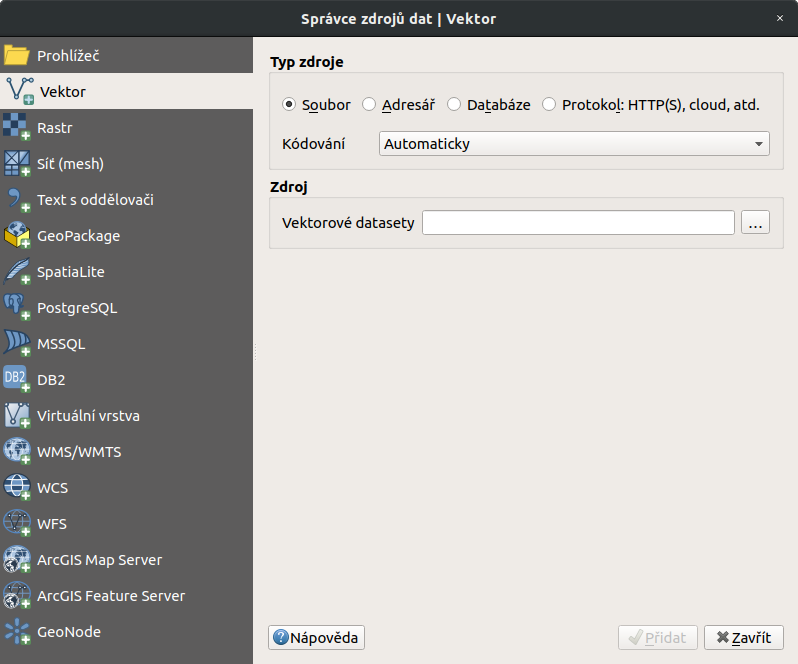 Správce zdrojů dat | Vektor
×
Prohlížeč
Vektor
Rastr
Síť (mesh)
Text s oddělovači
GeoPackage
SpatiaLite
PostgreSQL
MSSQL
DB2
DB2
Virtuální vrstva
WMS/WMTS
WCS
WFS
ArcGIS Map Server
ArcGIS Feature Server
GeoNode
Typ zdroje
Soubor Adresář Databáze Protokol: HTTP(S), cloud, atd.
Kódování Automaticky
Zdroj
Vektorové datasety ...
Nápověda Přidat Zavřít